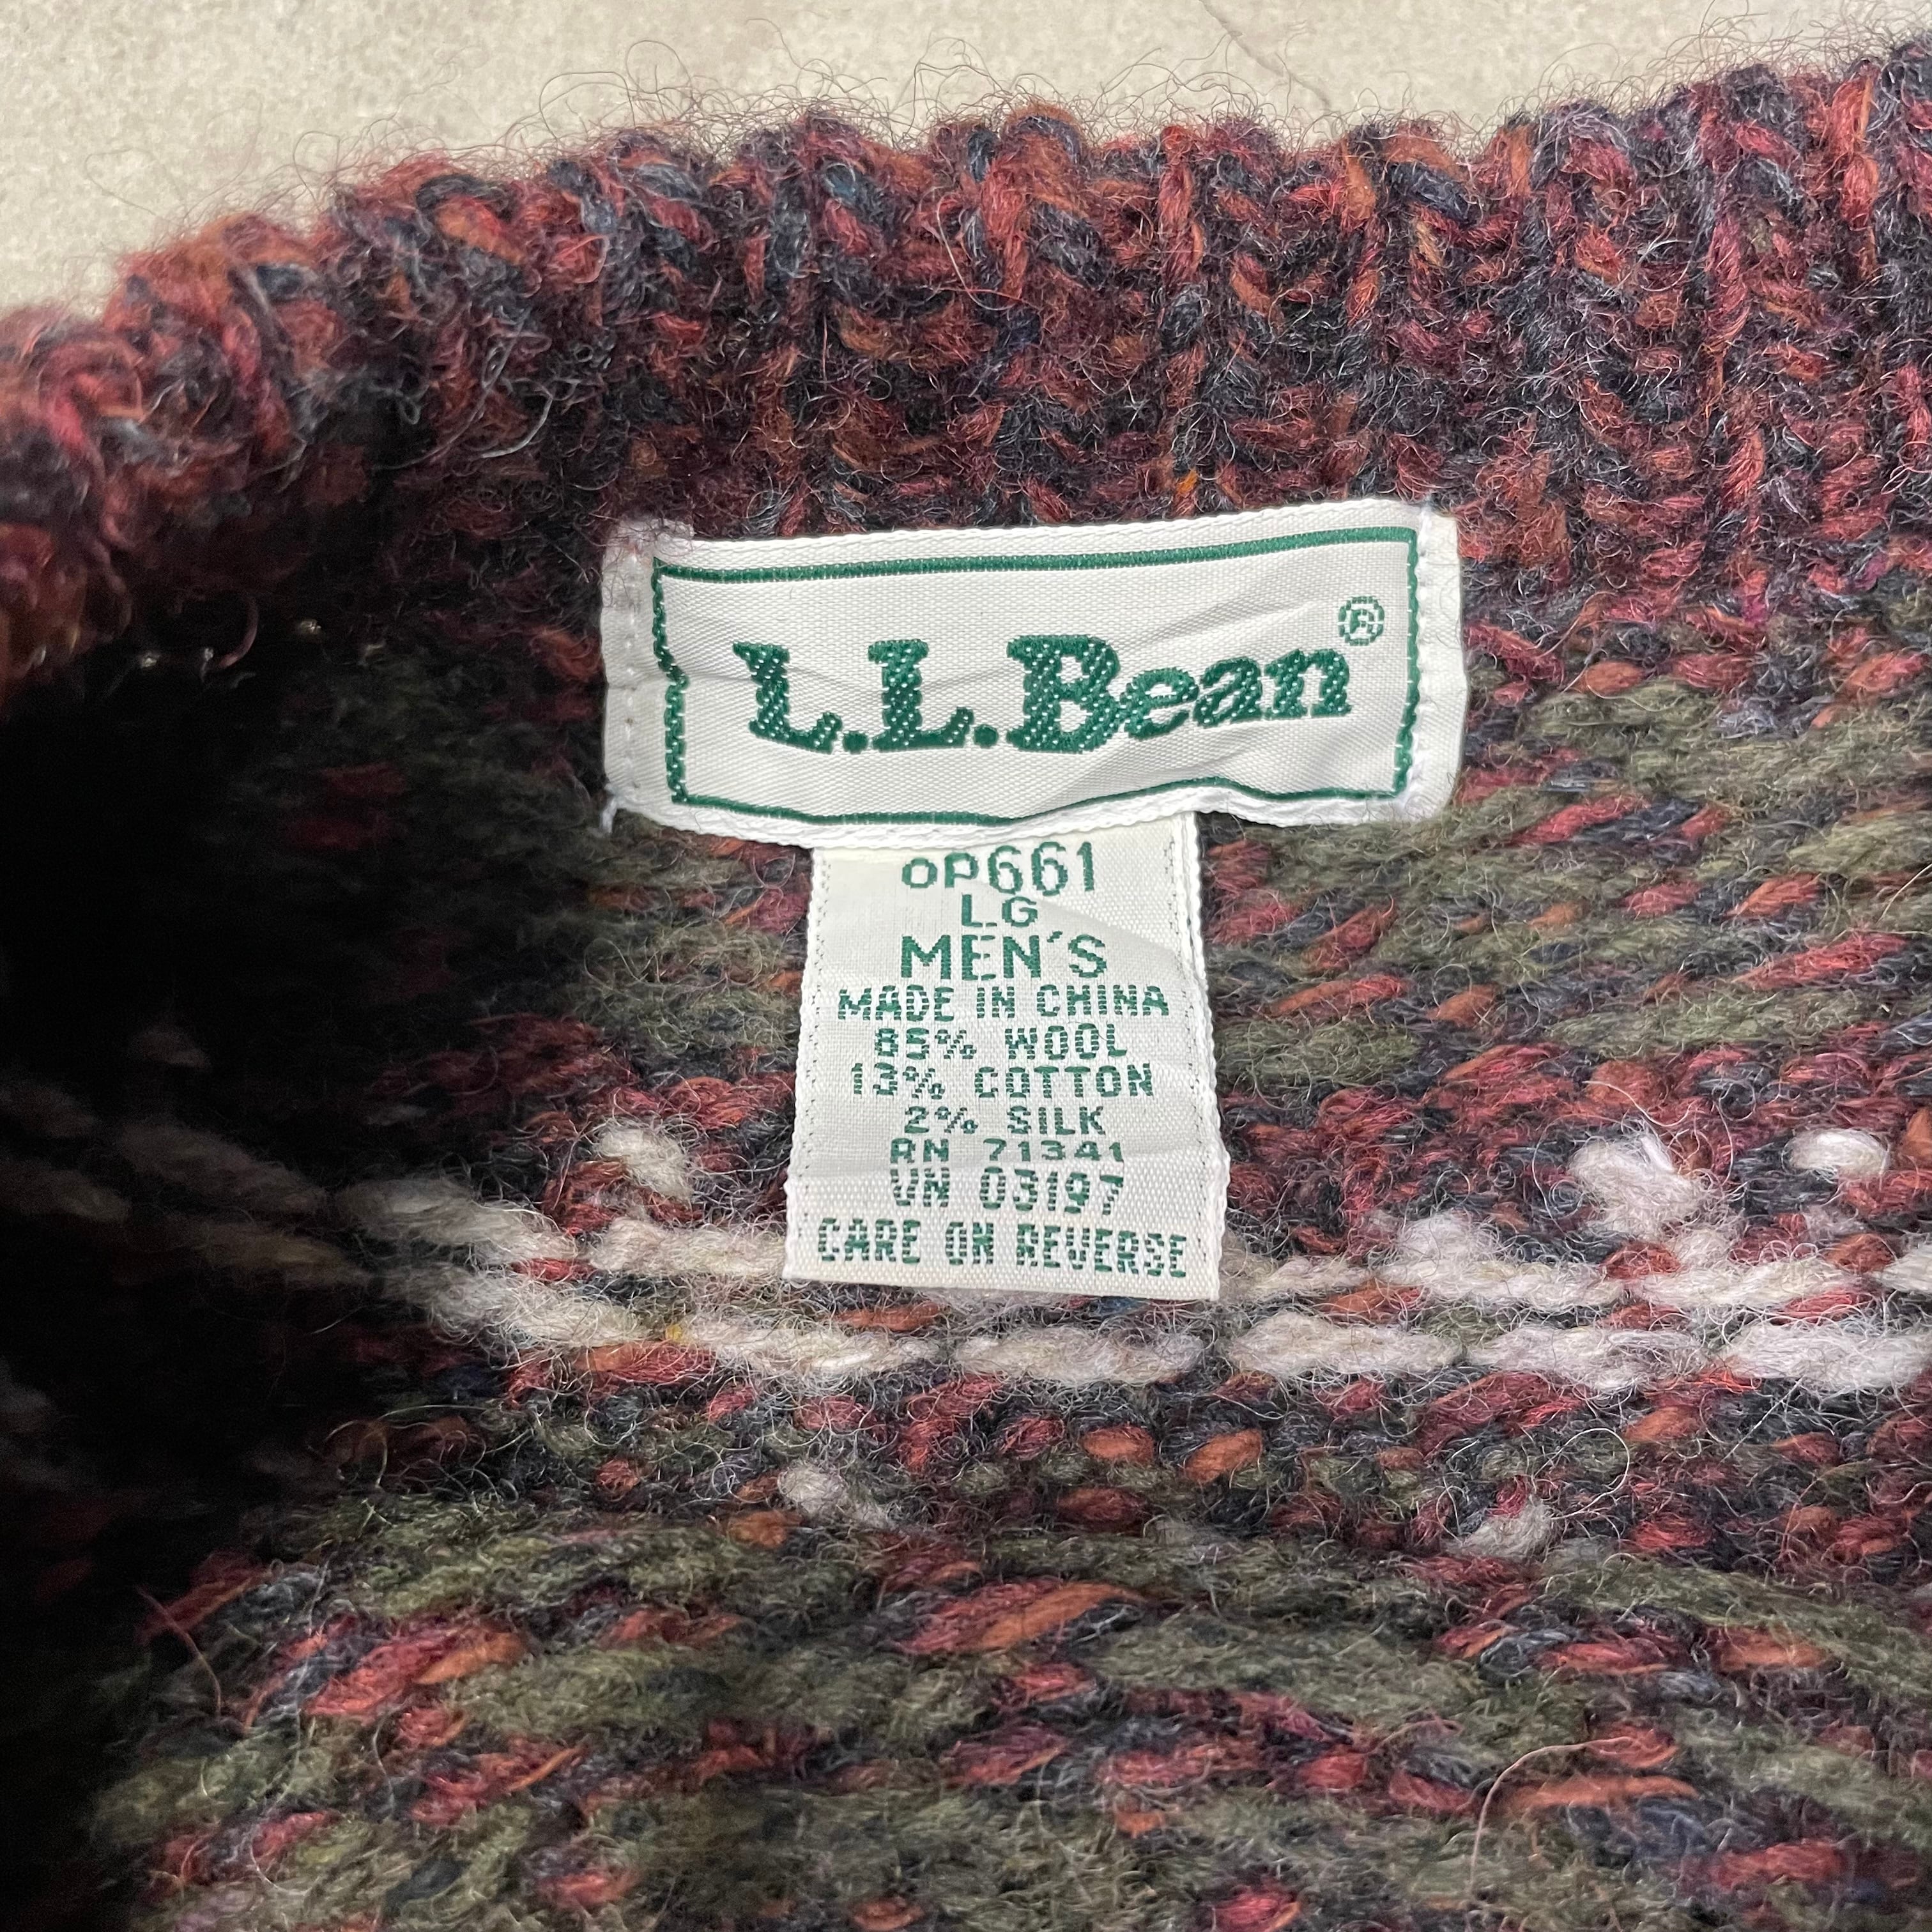 L.L.Bean®
OP661
LG
MEN'S
MADE IN CHINA
85% WOOL
13% COTTON
2% SILK
RN 71341
VN 03197
CARE ON REVERSE